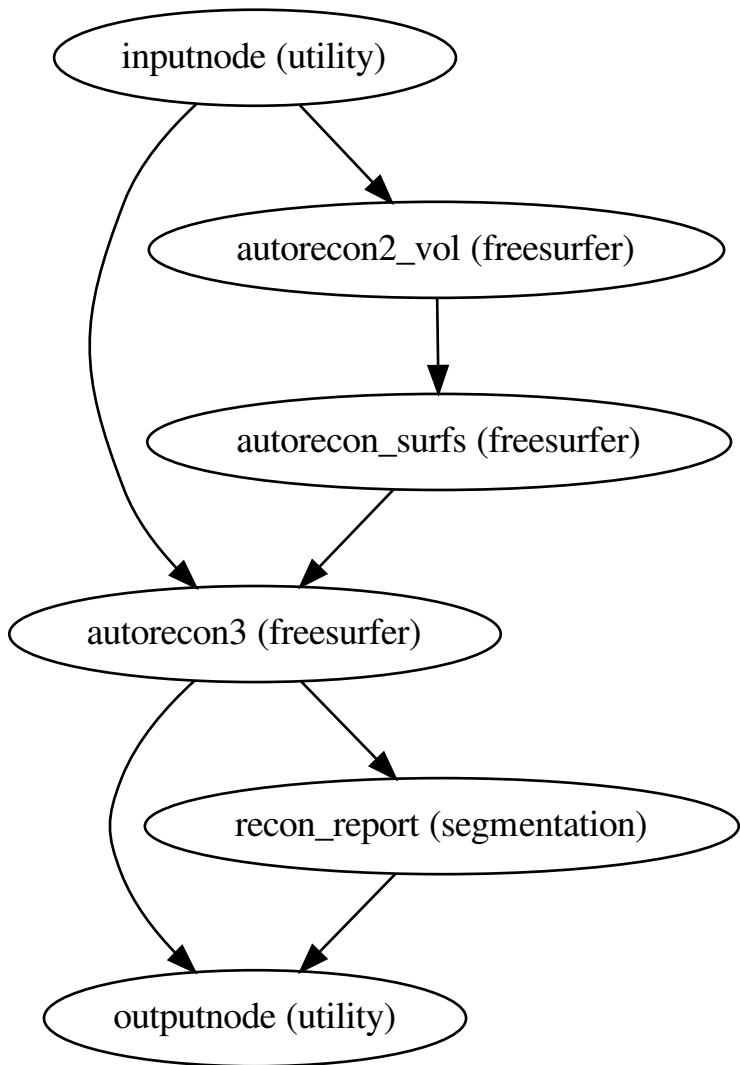 inputnode (utility)
autorecon2_vol (freesurfer)
autorecon_surfs (freesurfer)
autorecon3 (freesurfer)
recon_report (segmentation)
outputnode (utility)